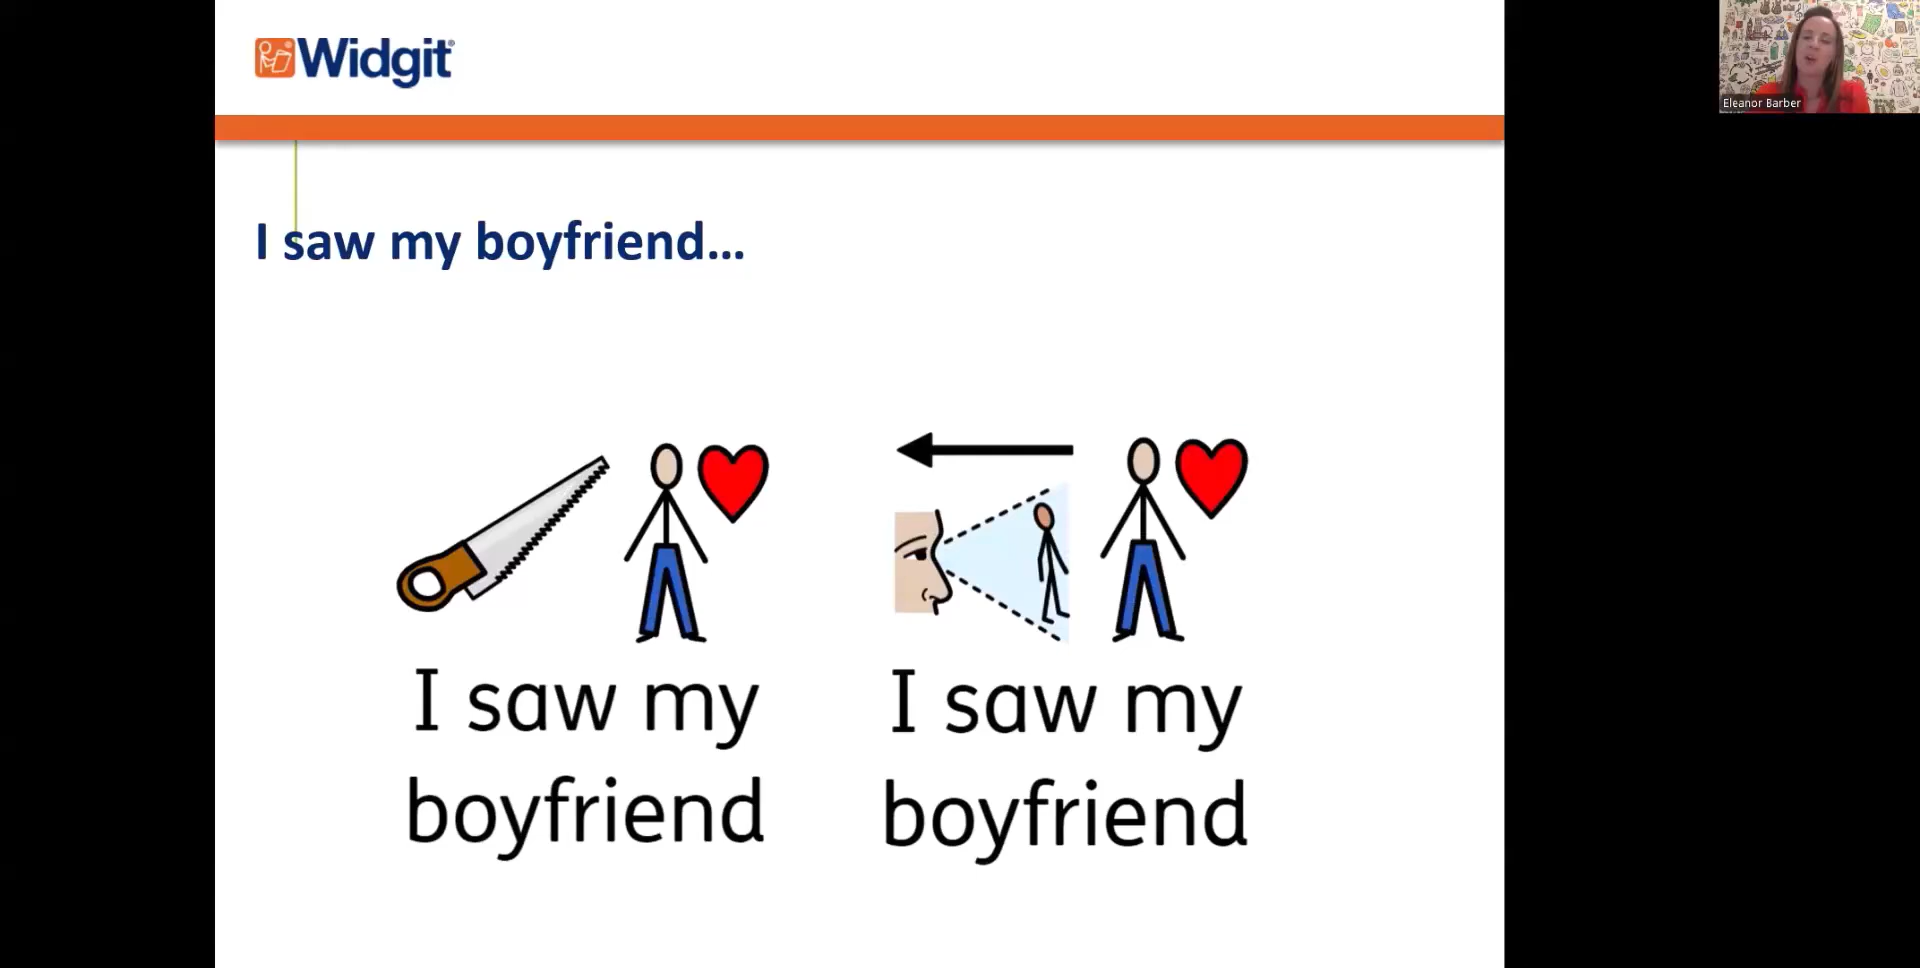 Widgit®
Eleanor Barber
I saw my boyfriend...
I saw my
boyfriend
I saw my
boyfriend